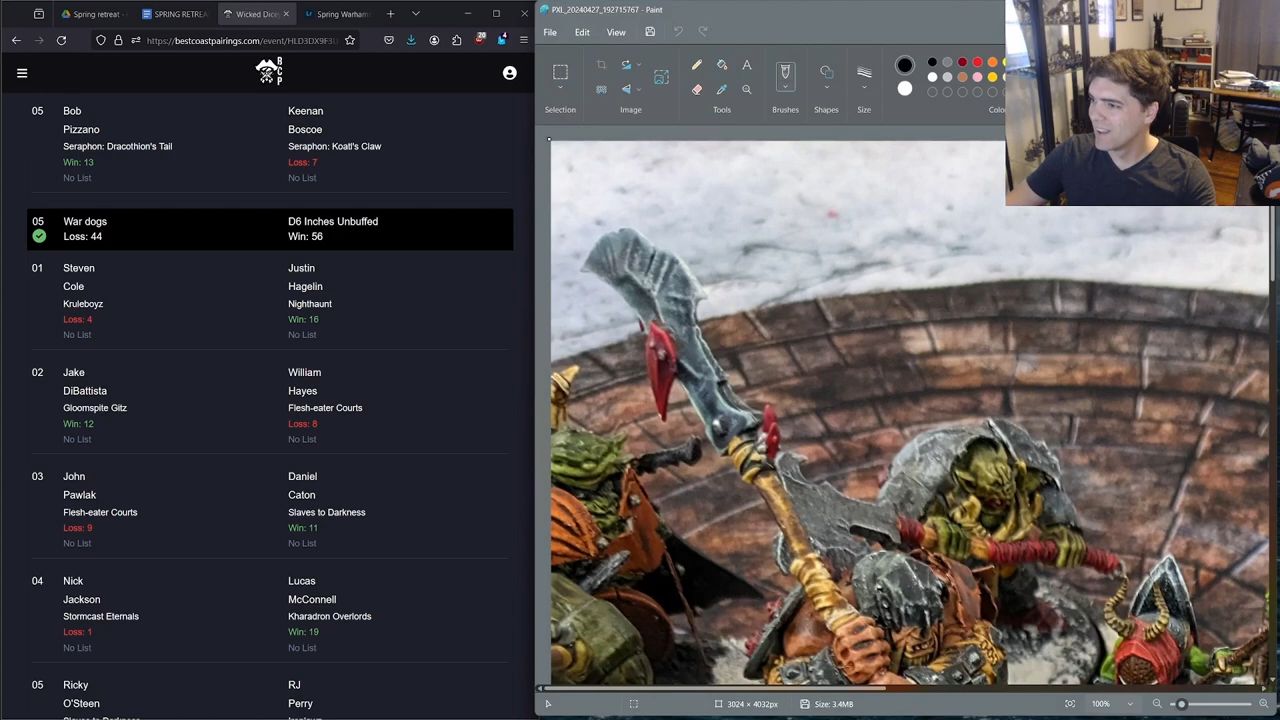 Spring retreat -
SPRING RETREA
Wicked Dice
Spring Warham
https://bestcoastpairings.com/event/HLD3DX9F3
20
4
B
C
P
05 Bob Keenan
Pizzano Boscoe
Seraphon: Dracothion's Tail Seraphon: Koatl's Claw
Win: 13 Loss: 7
No List No List
05 War dogs D6 Inches Unbuffed
Loss: 44 Win: 56
01 Steven Justin
Cole Hagelin
Kruleboyz Nighthaunt
Loss: 4 Win: 16
No List No List
02 Jake William
DiBattista Hayes
Gloomspite Gitz Flesh-eater Courts
Win: 12 Loss: 8
No List No List
03 John Daniel
Pawlak Caton
Flesh-eater Courts Slaves to Darkness
Loss: 9 Win: 11
No List No List
04 Nick Lucas
Jackson McConnell
Stormcast Eternals Kharadron Overlords
Loss: 1 Win: 19
No List No List
05 Ricky RJ
O'Steen Perry
PXL_20240427_192715767 - Paint
File Edit View
Selection Image Tools Brushes Shapes Size Colo
3024 × 4032px Size: 3.4MB 100%